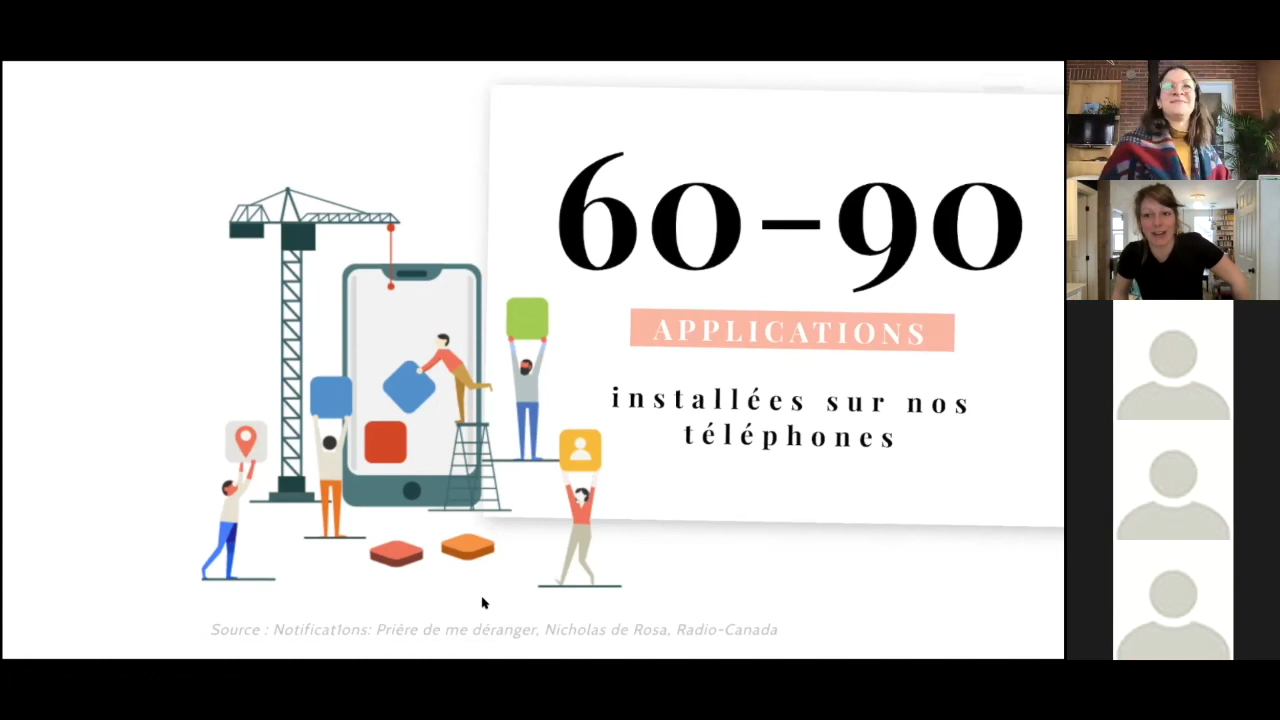 60-90
APPLICATIONS
installées sur nos
téléphones
Source : Notificat1ons: Prière de me déranger, Nicholas de Rosa, Radio-Canada